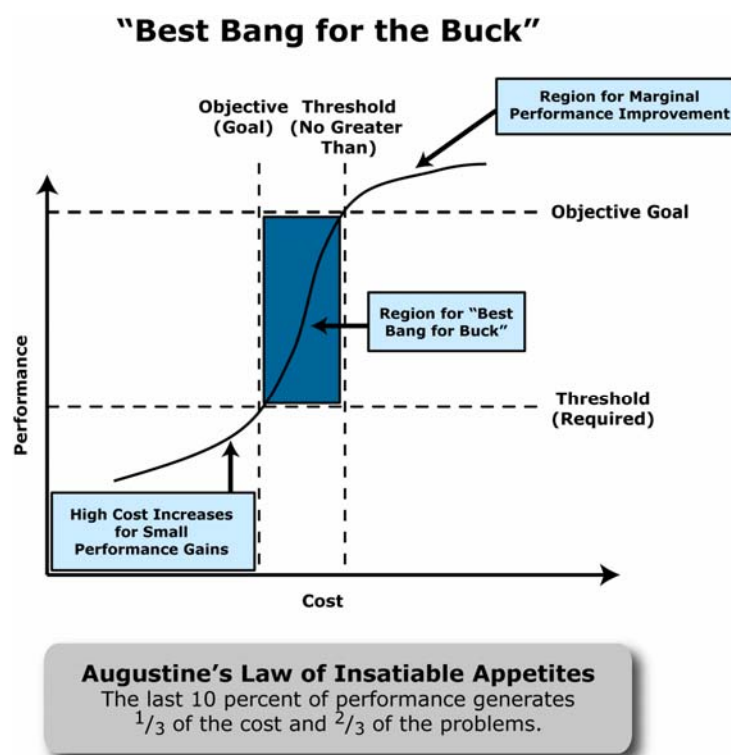 “Best Bang for the Buck”
Objective
(Goal)
Threshold
(No Greater
Than)
Region for Marginal
Performance Improvement
Objective Goal
Region for “Best
Bang for Buck”
Threshold
(Required)
Performance
High Cost Increases
for Small
Performance Gains
Cost
Augustine’s Law of Insatiable Appetites
The last 10 percent of performance generates
1/3 of the cost and 2/3 of the problems.